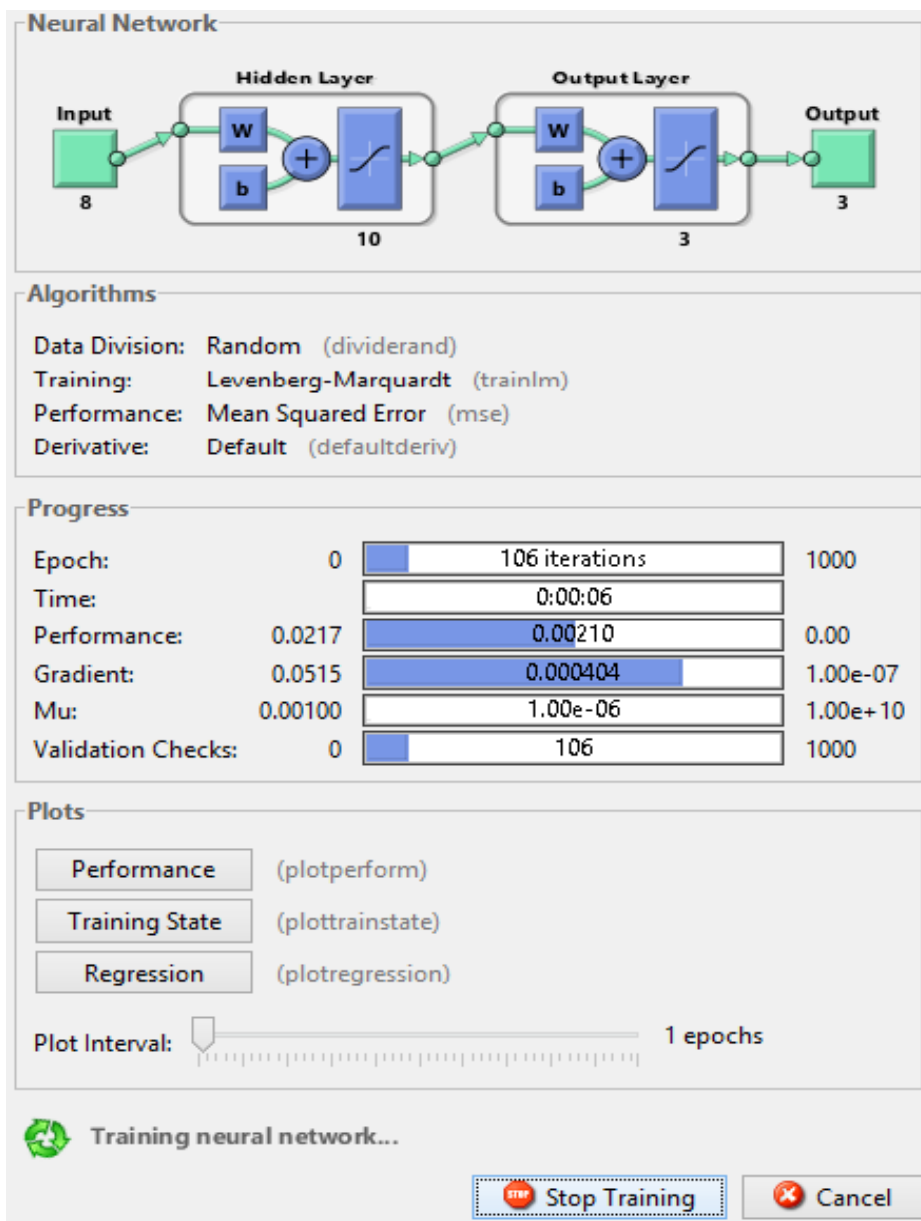 Neural Network
Hidden Layer Output Layer
Input Output
W W
b b
+ +
8 3
10 3
Algorithms
Data Division: Random (dividerand)
Training: Levenberg-Marquardt (trainlm)
Performance: Mean Squared Error (mse)
Derivative: Default (defaultderiv)
Progress
Epoch: 0 106 iterations 1000
Time: 0:00:06
Performance: 0.0217 0.00210 0.00
Gradient: 0.0515 0.000404 1.00e-07
Mu: 0.00100 1.00e-06 1.00e+10
Validation Checks: 0 106 1000
Plots
Performance (plotperform)
Training State (plottrainstate)
Regression (plotregression)
Plot Interval: 1 epochs
Training neural network...
STOP Stop Training Cancel